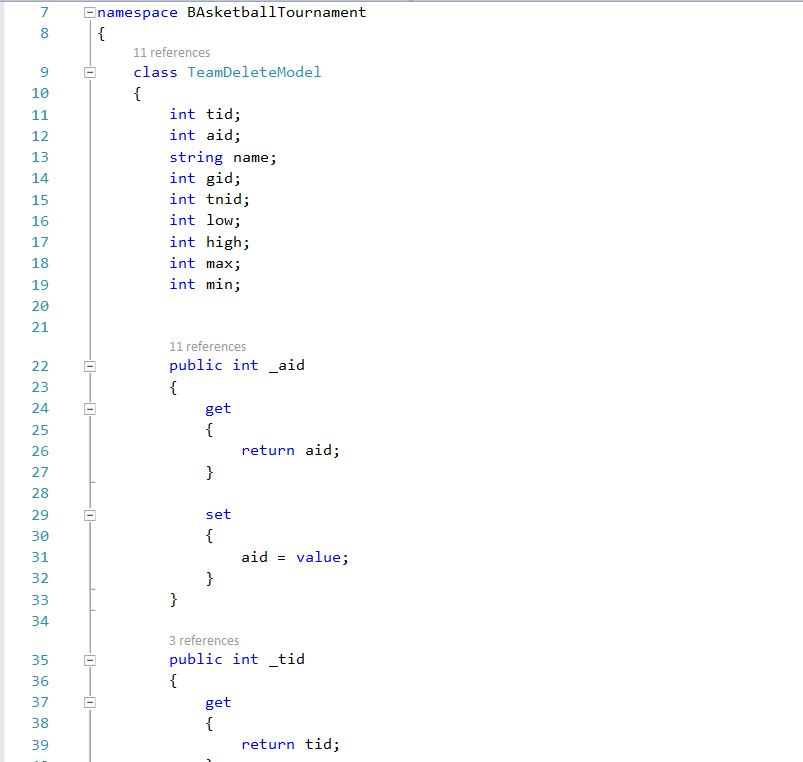 7 namespace BAsketballTournament
8 {
11 references
9 class TeamDeleteModel
10 {
11 int tid;
12 int aid;
13 string name;
14 int gid;
15 int tnid;
16 int low;
17 int high;
18 int max;
19 int min;
20
21
11 references
22 public int _aid
23 {
24 get
25 {
26 return aid;
27 }
28
29 set
30 {
31 aid = value;
32 }
33 }
34
3 references
35 public int _tid
36 {
37 get
38 {
39 return tid;